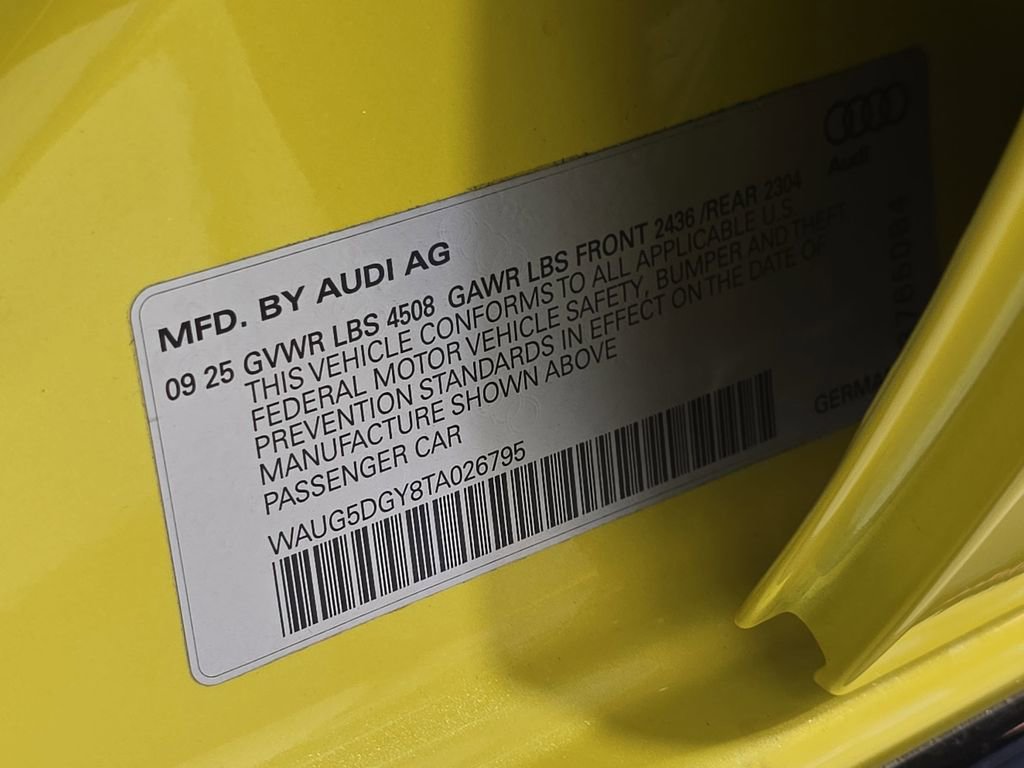 MFD. BY AUDI AG
09 25 GVWR LBS 4508 GAWR LBS FRONT 2436 /REAR 2304
THIS VEHICLE CONFORMS TO ALL APPLICABLE U.S.
FEDERAL MOTOR VEHICLE SAFETY, BUMPER AND THEFT
PREVENTION STANDARDS IN EFFECT ON THE DATE OF
MANUFACTURE SHOWN ABOVE
PASSENGER CAR
WAUG5DGY8TA026795
Audi